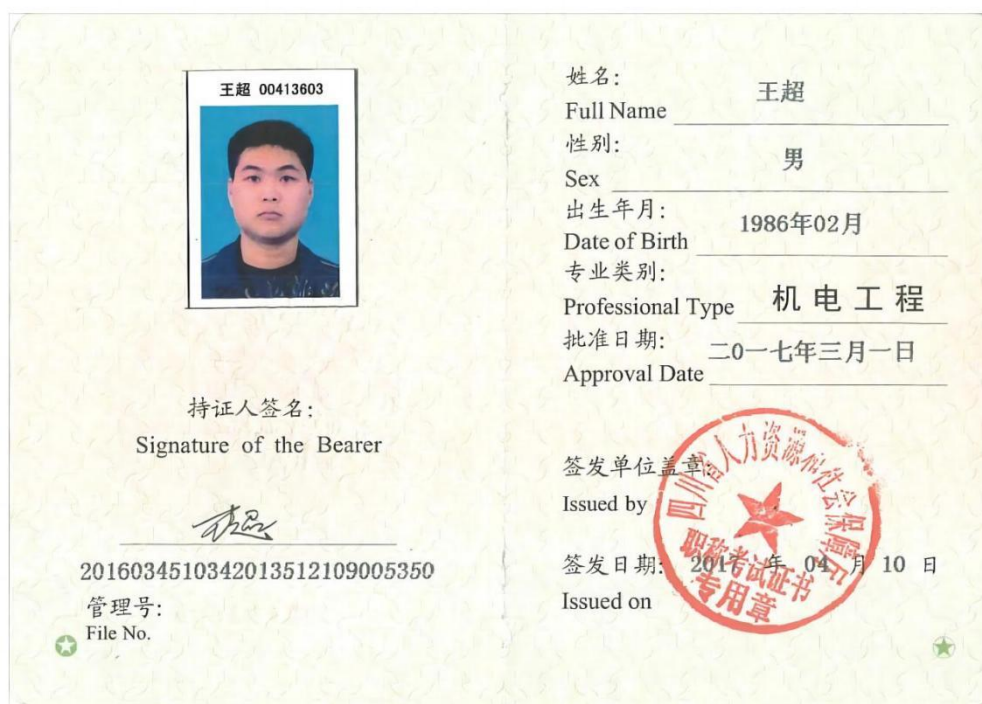 王超 00413603
持证人签名:
Signature of the Bearer
王超
2016034510342013512109005350
管理号:
File No.
姓名:
王超
Full Name
性别:
男
Sex
出生年月:
1986年02月
Date of Birth
专业类别:
机电工程
Professional Type
批准日期:
二0一七年三月一日
Approval Date
签发单位盖章:
Issued by
四川省人力资源和社会保障厅
职称考试证书
专用章
签发日期: 2017 年 04 月 10 日
Issued on